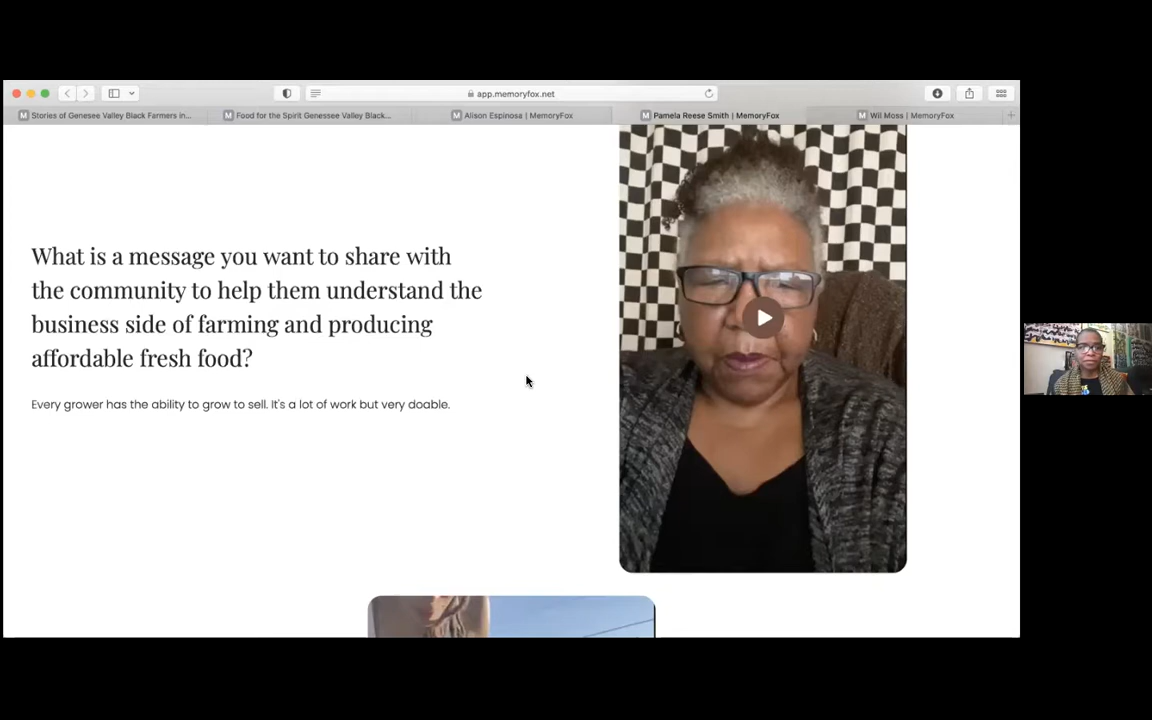 app.memoryfox.net
M Stories of Genesee Valley Black Farmers in...
M Food for the Spirit Genessee Valley Black...
M Alison Espinosa | MemoryFox
M Pamela Reese Smith | MemoryFox
M Wil Moss | MemoryFox
What is a message you want to share with
the community to help them understand the
business side of farming and producing
affordable fresh food?
Every grower has the ability to grow to sell. It's a lot of work but very doable.